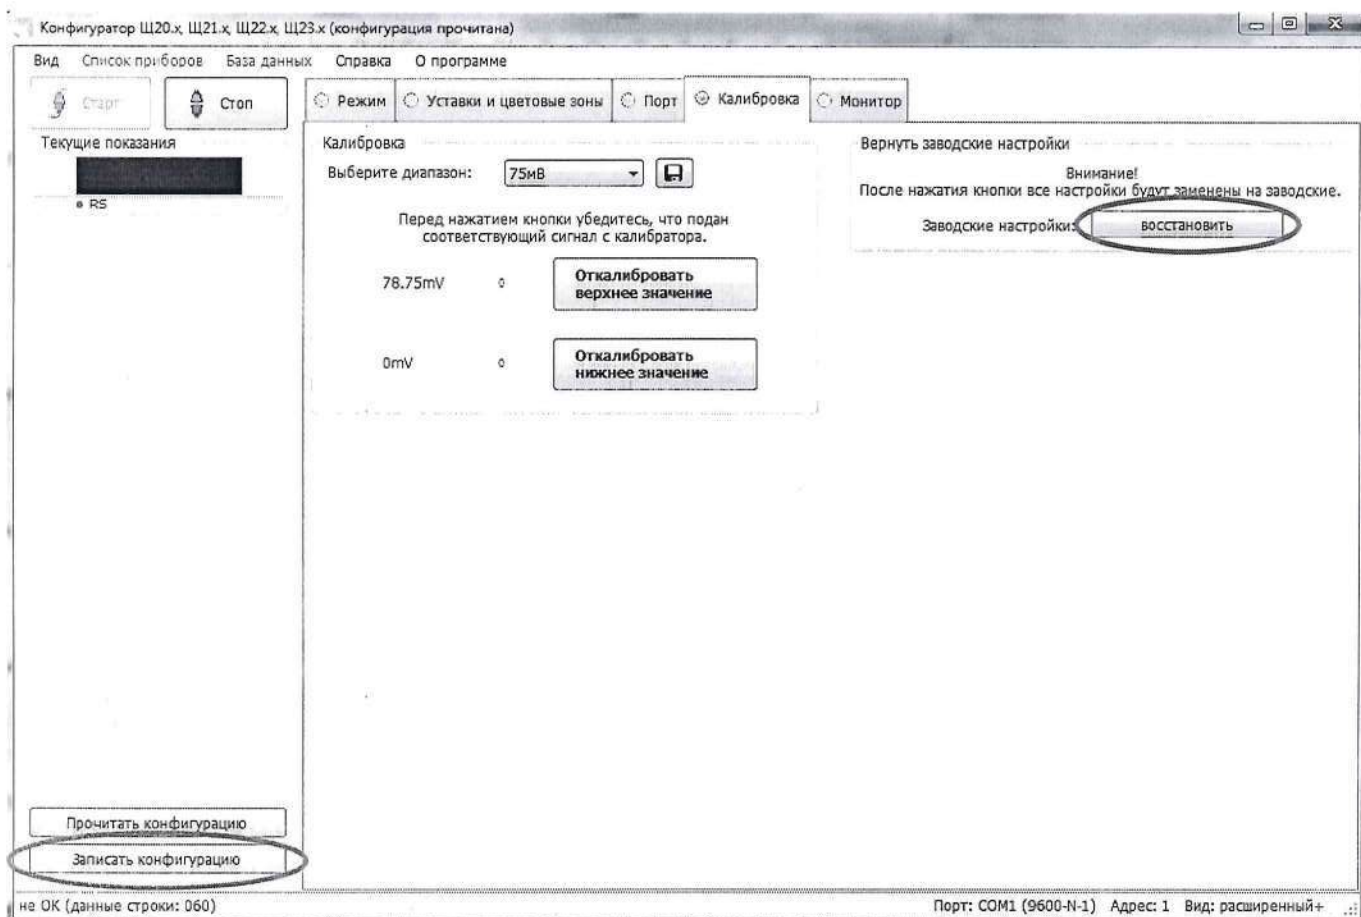 Конфигуратор Щ20.x, Щ21.x, Щ22.x, Щ23.x (конфигурация прочитана)
Вид Список приборов База данных Справка О программе
Старт Стоп Режим Уставки и цветовые зоны Порт Калибровка Монитор
Текущие показания
RS
Калибровка
Выберите диапазон: 75мВ
Перед нажатием кнопки убедитесь, что подан
соответствующий сигнал с калибратора.
78.75mV 0 Откалибровать
верхнее значение
0mV 0 Откалибровать
нижнее значение
Вернуть заводские настройки
Внимание!
После нажатия кнопки все настройки будут заменены на заводские.
Заводские настройки: восстановить
Прочитать конфигурацию
Записать конфигурацию
не ОК (данные строки: 060) Порт: COM1 (9600-N-1) Адрес: 1 Вид: расширенный+